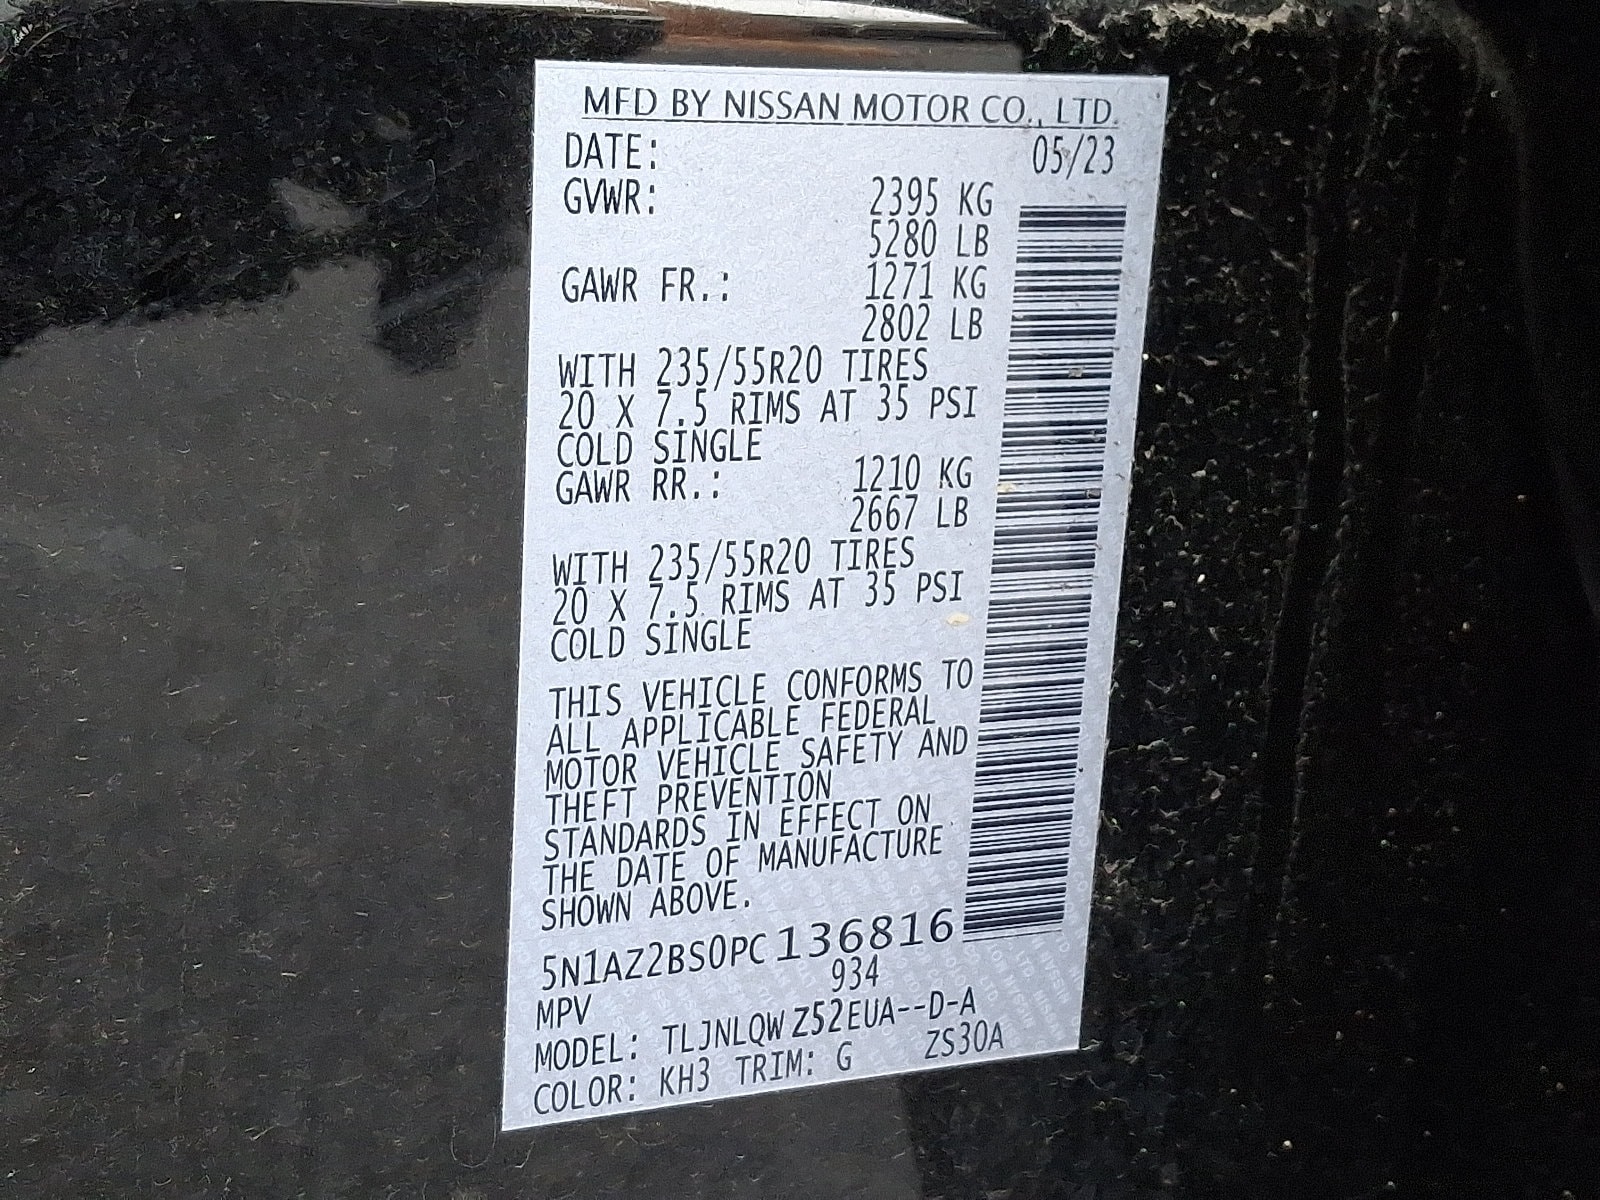 MFD BY NISSAN MOTOR CO., LTD.
DATE: 05/23
GVWR: 2395 KG
5280 LB
GAWR FR.: 1271 KG
2802 LB
WITH 235/55R20 TIRES
20 X 7.5 RIMS AT 35 PSI
COLD SINGLE
GAWR RR.: 1210 KG
2667 LB
WITH 235/55R20 TIRES
20 X 7.5 RIMS AT 35 PSI
COLD SINGLE
THIS VEHICLE CONFORMS TO
ALL APPLICABLE FEDERAL
MOTOR VEHICLE SAFETY AND
THEFT PREVENTION
STANDARDS IN EFFECT ON
THE DATE OF MANUFACTURE
SHOWN ABOVE.
5N1AZ2BS0PC136816
934
MPV
MODEL: TLJNLQWZ52EUA--D-A
COLOR: KH3 TRIM: G ZS30A